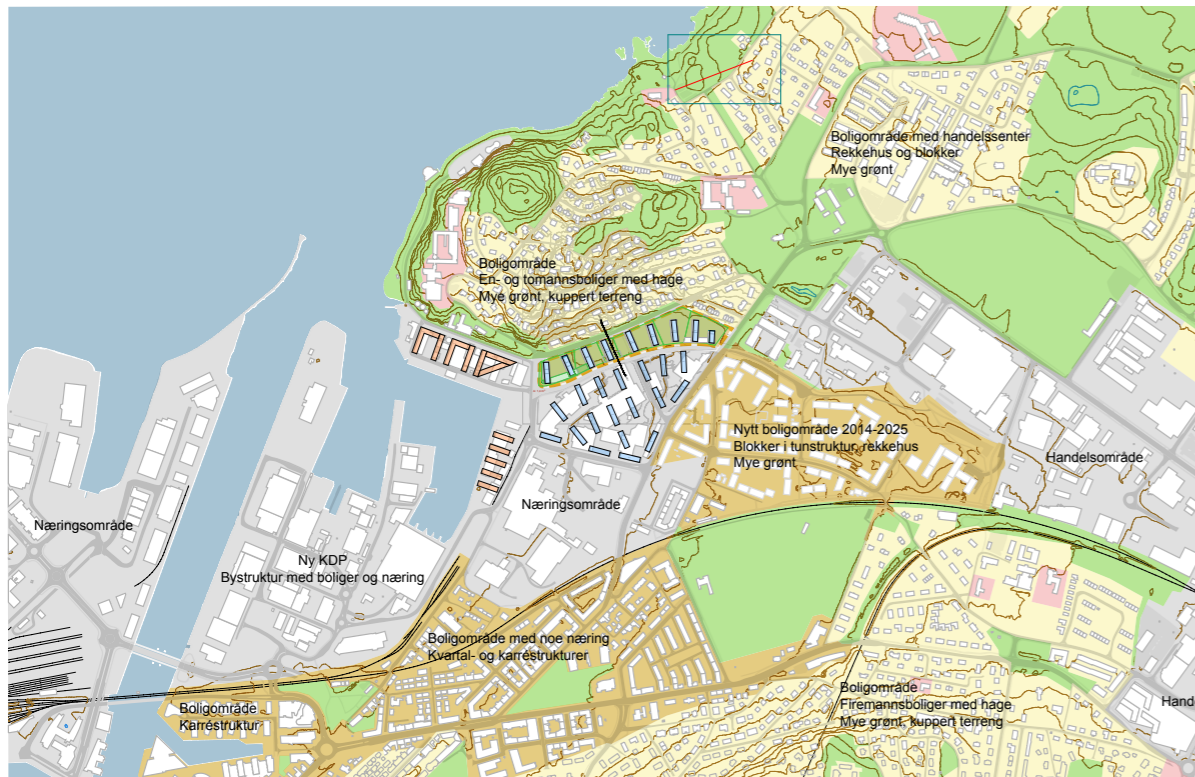 Boligområde med handelssenter
Rekkehus og blokker
Mye grønt
Boligområde
En- og tomannsboliger med hage
Mye grønt, kuppert terreng
Nytt boligområde 2014-2025
Blokker i tunstruktur, rekkehus
Mye grønt
Handelsområde
Næringsområde
Næringsområde
Ny KDP
Bystruktur med boliger og næring
Boligområde med noe næring
Kvartal- og karréstrukturer
Boligområde
Karréstruktur
Boligområde
Firemannsboliger med hage
Mye grønt, kuppert terreng
Hand